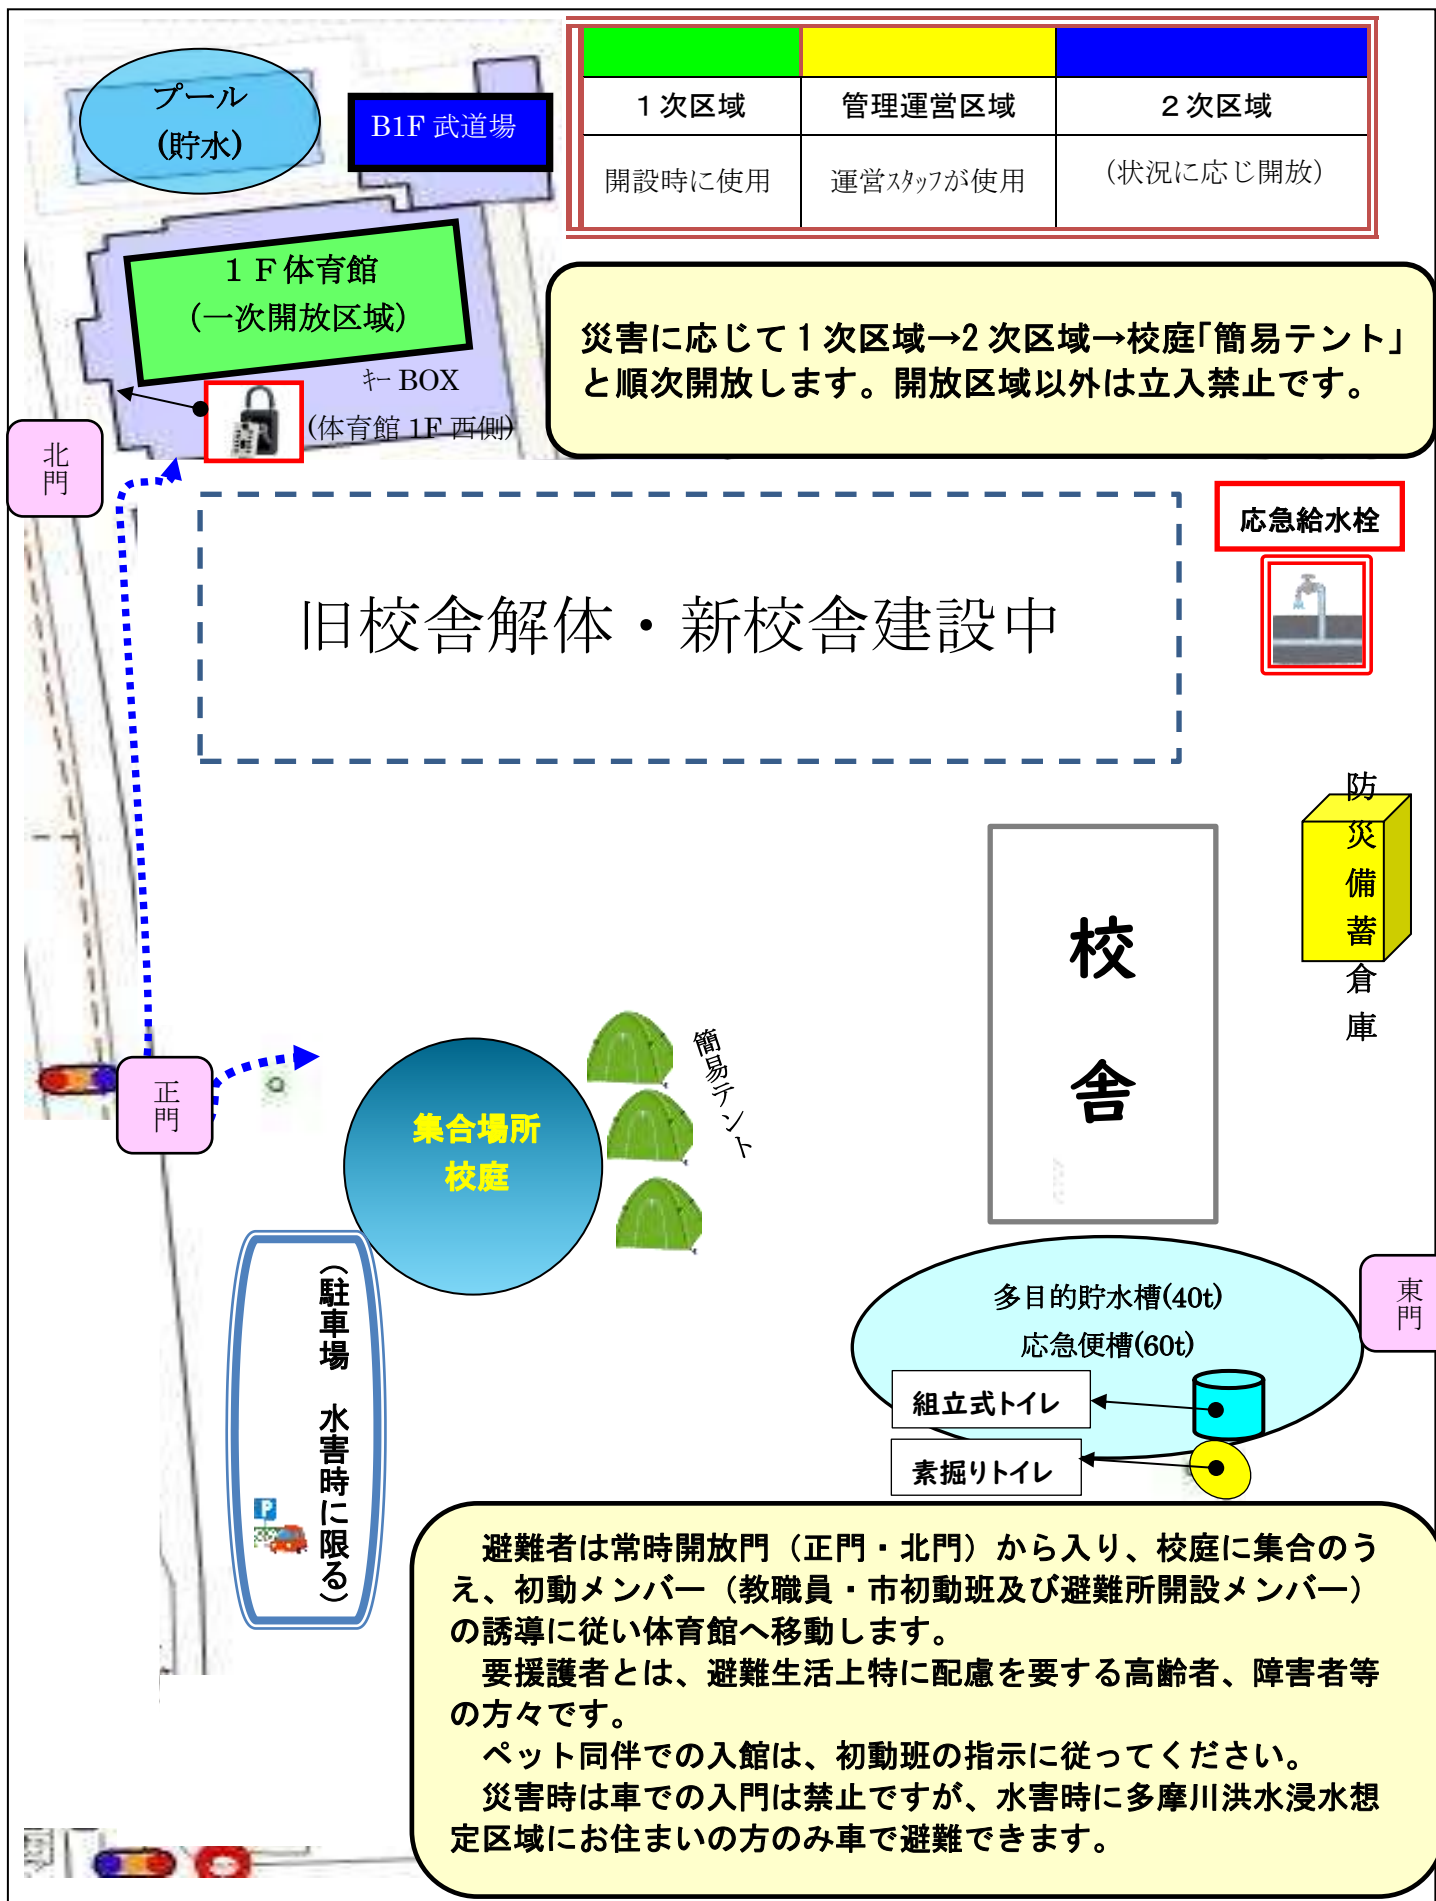 プール
(貯水)
B1F 武道場
１次区域
管理運営区域
２次区域
開設時に使用
運営ｽﾀｯﾌが使用
(状況に応じ開放)
１Ｆ体育館
(一次開放区域)
ｷｰ BOX
(体育館 1F 西側)
災害に応じて１次区域→2 次区域→校庭｢簡易テント」
と順次開放します。開放区域以外は立入禁止です。
北門
応急給水栓
旧校舎解体・新校舎建設中
防災備蓄倉庫
校舎
簡易テント
正門
集合場所
校庭
（駐車場　水害時に限る）
多目的貯水槽(40t)
応急便槽(60t)
東門
組立式トイレ
素掘りトイレ
P
　避難者は常時開放門（正門・北門）から入り、校庭に集合のう
え、初動メンバー（教職員・市初動班及び避難所開設メンバー）
の誘導に従い体育館へ移動します。
　要援護者とは、避難生活上特に配慮を要する高齢者、障害者等
の方々です。
　ペット同伴での入館は、初動班の指示に従ってください。
　災害時は車での入門は禁止ですが、水害時に多摩川洪水浸水想
定区域にお住まいの方のみ車で避難できます。